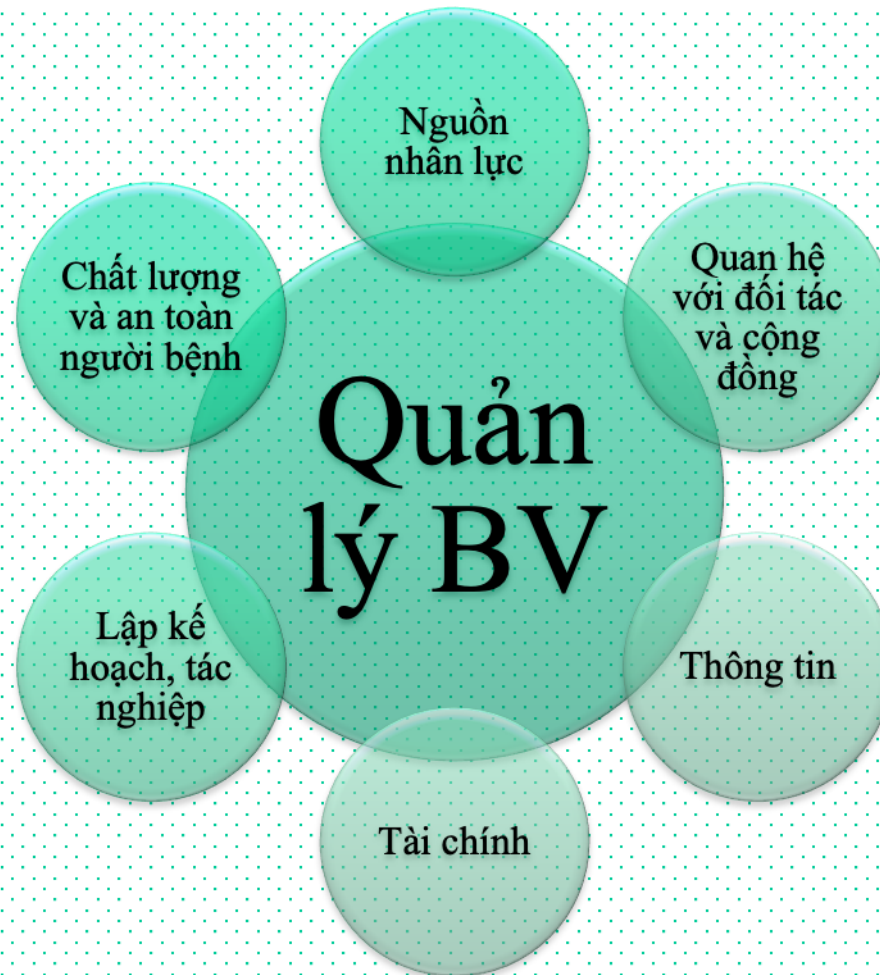 Nguồn
nhân lực
Quan hệ
với đối tác
và cộng
đồng
Thông tin
Tài chính
Lập kế
hoạch, tác
nghiệp
Chất lượng
và an toàn
người bệnh
Quản
lý BV